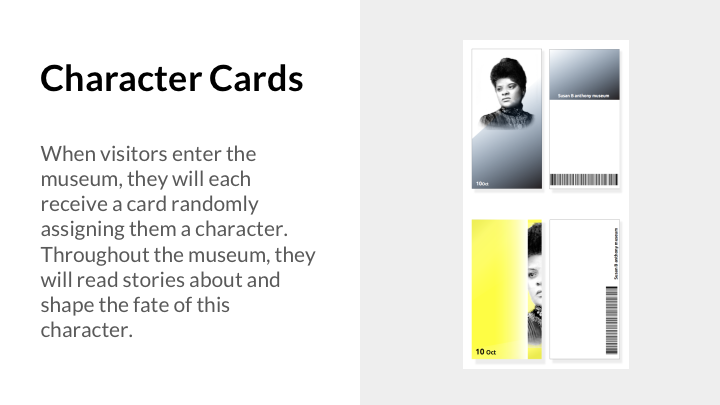 Character Cards
When visitors enter the
museum, they will each
receive a card randomly
assigning them a character.
Throughout the museum, they
will read stories about and
shape the fate of this
character.
Susan B anthony museum
10Oct
Susan B anthony museum
10 Oct